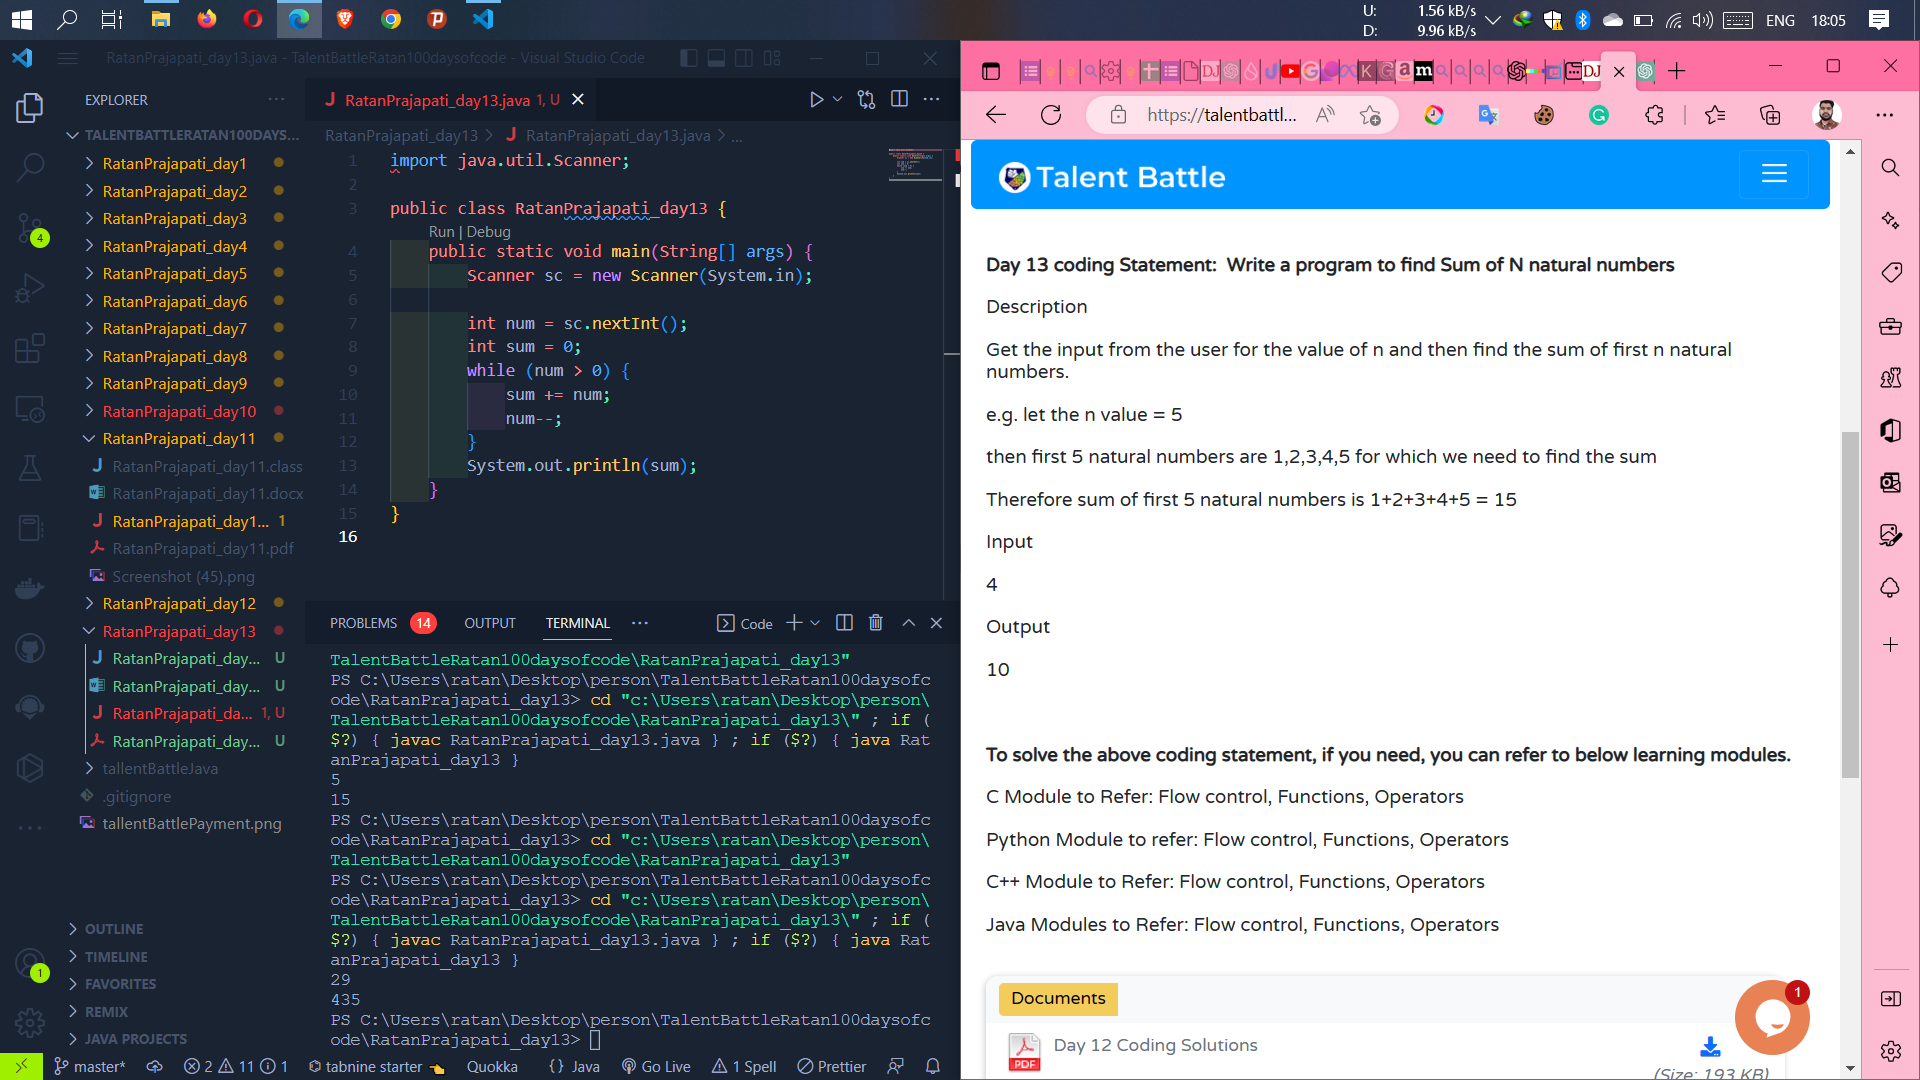 U: 1.56 kB/s
D: 9.96 kB/s
ENG 18:05
RatanPrajapati_day13.java - TalentBattleRatan100daysofcode - Visual Studio Code
EXPLORER
TALENTBATTLERATAN100DAYS...
RatanPrajapati_day1
RatanPrajapati_day2
RatanPrajapati_day3
RatanPrajapati_day4
RatanPrajapati_day5
RatanPrajapati_day6
RatanPrajapati_day7
RatanPrajapati_day8
RatanPrajapati_day9
RatanPrajapati_day10
RatanPrajapati_day11
RatanPrajapati_day11.class
RatanPrajapati_day11.docx
RatanPrajapati_day1... 1
RatanPrajapati_day11.pdf
Screenshot (45).png
RatanPrajapati_day12
RatanPrajapati_day13
RatanPrajapati_day... U
RatanPrajapati_day... U
RatanPrajapati_da... 1, U
RatanPrajapati_day... U
tallentBattleJava
.gitignore
tallentBattlePayment.png
OUTLINE
TIMELINE
FAVORITES
REMIX
JAVA PROJECTS
4
1
RatanPrajapati_day13.java 1, U
RatanPrajapati_day13 > RatanPrajapati_day13.java > ...
1 import java.util.Scanner;
2
3 public class RatanPrajapati_day13 {
Run | Debug
4 public static void main(String[] args) {
5 Scanner sc = new Scanner(System.in);
6
7 int num = sc.nextInt();
8 int sum = 0;
9 while (num > 0) {
10 sum += num;
11 num--;
12 }
13 System.out.println(sum);
14 }
15 }
16
PROBLEMS 14 OUTPUT TERMINAL ... Code
TalentBattleRatan100daysofcode\RatanPrajapati_day13"
PS C:\Users\ratan\Desktop\person\TalentBattleRatan100daysofc
ode\RatanPrajapati_day13> cd "c:\Users\ratan\Desktop\person\
TalentBattleRatan100daysofcode\RatanPrajapati_day13\" ; if (
$?) { javac RatanPrajapati_day13.java } ; if ($?) { java Rat
anPrajapati_day13 }
5
15
PS C:\Users\ratan\Desktop\person\TalentBattleRatan100daysofc
ode\RatanPrajapati_day13> cd "c:\Users\ratan\Desktop\person\
TalentBattleRatan100daysofcode\RatanPrajapati_day13"
PS C:\Users\ratan\Desktop\person\TalentBattleRatan100daysofc
ode\RatanPrajapati_day13> cd "c:\Users\ratan\Desktop\person\
TalentBattleRatan100daysofcode\RatanPrajapati_day13\" ; if (
$?) { javac RatanPrajapati_day13.java } ; if ($?) { java Rat
anPrajapati_day13 }
29
435
PS C:\Users\ratan\Desktop\person\TalentBattleRatan100daysofc
ode\RatanPrajapati_day13>
master* 2 11 1 tabnine starter Quokka {} Java Go Live 1 Spell Prettier
https://talentbattl...
Talent Battle
Day 13 coding Statement: Write a program to find Sum of N natural numbers
Description
Get the input from the user for the value of n and then find the sum of first n natural
numbers.
e.g. let the n value = 5
then first 5 natural numbers are 1,2,3,4,5 for which we need to find the sum
Therefore sum of first 5 natural numbers is 1+2+3+4+5 = 15
Input
4
Output
10
To solve the above coding statement, if you need, you can refer to below learning modules.
C Module to Refer: Flow control, Functions, Operators
Python Module to refer: Flow control, Functions, Operators
C++ Module to Refer: Flow control, Functions, Operators
Java Modules to Refer: Flow control, Functions, Operators
Documents
1
PDF
Day 12 Coding Solutions
(Size: 193 KB)